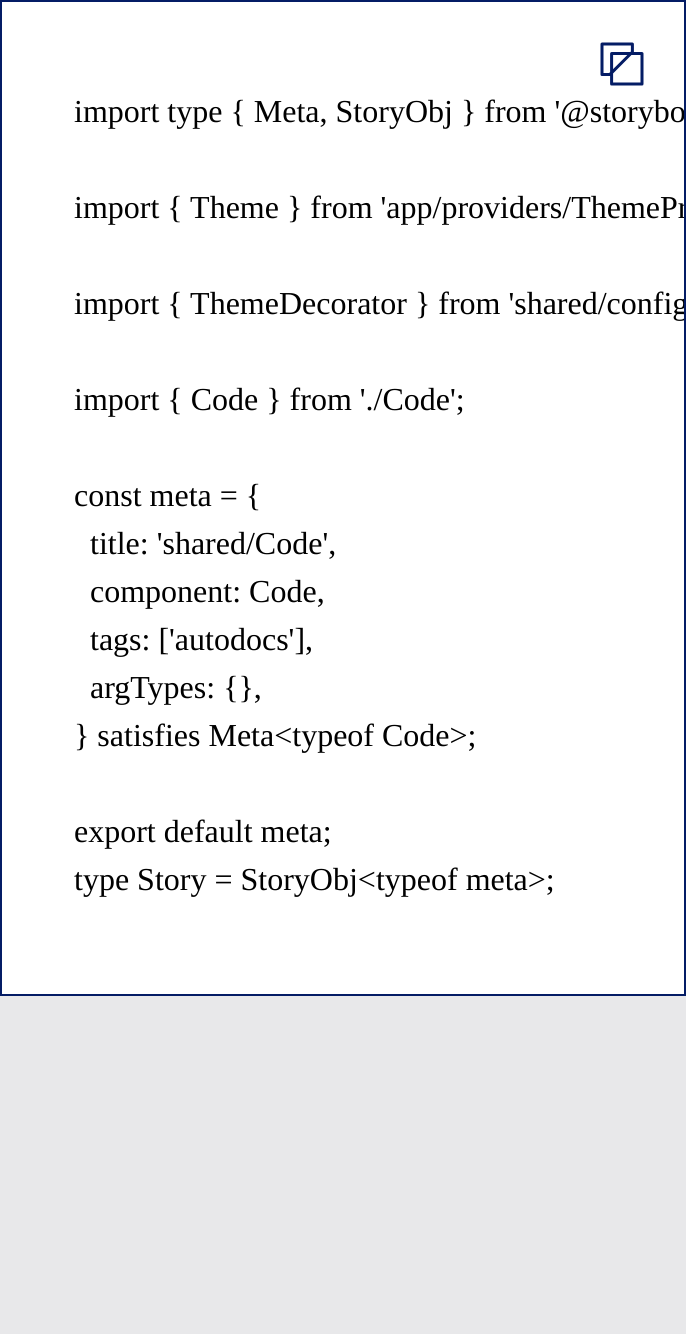 import type { Meta, StoryObj } from '@storybo
import { Theme } from 'app/providers/ThemePr
import { ThemeDecorator } from 'shared/config
import { Code } from './Code';
const meta = {
  title: 'shared/Code',
  component: Code,
  tags: ['autodocs'],
  argTypes: {},
} satisfies Meta<typeof Code>;
export default meta;
type Story = StoryObj<typeof meta>;